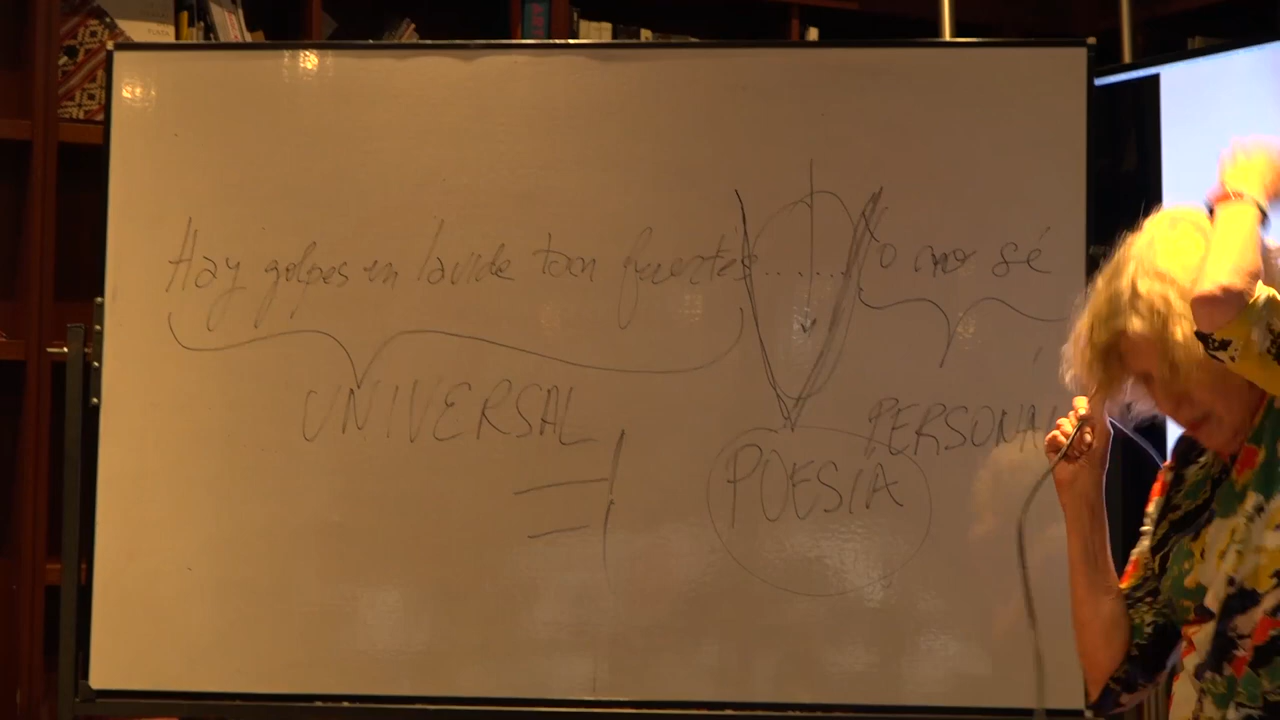 Hay golpes en la vida tan fuertes ....... Yo no sé
UNIVERSAL
PERSONAL
POESÍA